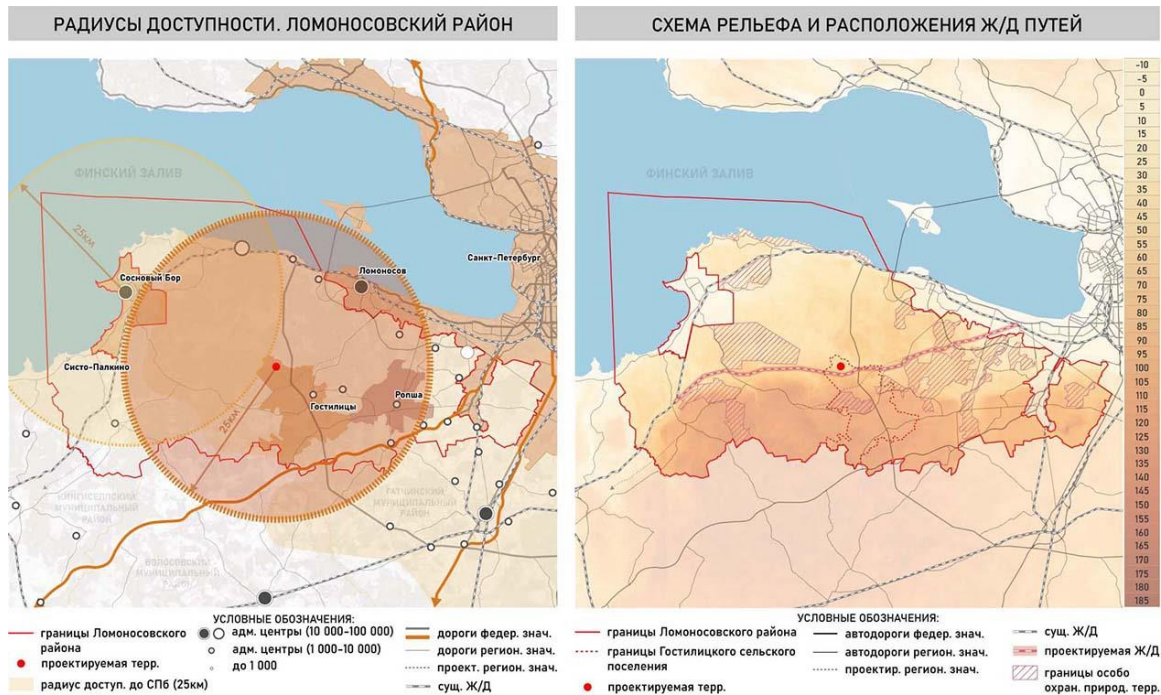 РАДИУСЫ ДОСТУПНОСТИ. ЛОМОНОСОВСКИЙ РАЙОН
ФИНСКИЙ ЗАЛИВ
25км
Сосновый Бор
Ломоносов
Санкт-Петербург
Систо-Палкино
Гостилицы
Ропша
25км
КИНГИСЕППСКИЙ
МУНИЦИПАЛЬНЫЙ
РАЙОН
ГАТЧИНСКИЙ
МУНИЦИПАЛЬНЫЙ
РАЙОН
ВОЛОСОВСКИЙ
МУНИЦИПАЛЬНЫЙ
РАЙОН
УСЛОВНЫЕ ОБОЗНАЧЕНИЯ:
границы Ломоносовского
района
проектируемая терр.
радиус доступ. до СПб (25км)
адм. центры (10 000-100 000)
адм. центры (1 000-10 000)
до 1 000
дороги федер. знач.
дороги регион. знач.
проект. регион. знач.
сущ. Ж/Д
СХЕМА РЕЛЬЕФА И РАСПОЛОЖЕНИЯ Ж/Д ПУТЕЙ
ФИНСКИЙ ЗАЛИВ
-10
-5
0
5
10
15
20
25
30
35
40
45
50
55
60
65
70
75
80
85
90
95
100
105
110
115
120
125
130
135
140
145
150
155
160
165
170
175
180
185
УСЛОВНЫЕ ОБОЗНАЧЕНИЯ:
границы Ломоносовского района
границы Гостилицкого сельского
поселения
проектируемая терр.
автодороги федер. знач.
автодороги регион. знач.
проектир. регион. знач.
сущ. Ж/Д
проектируемая Ж/Д
границы особо
охран. природ. терр.